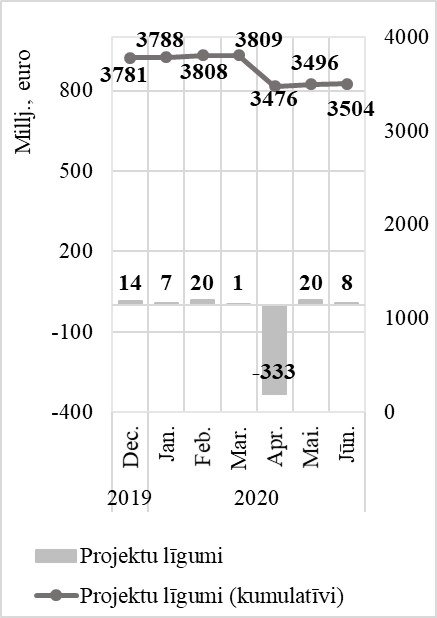 Millj., euro
800
500
200
-100
-400
4000
3000
2000
1000
0
3781
3788
3808
3809
3476
3496
3504
14
7
20
1
-333
20
8
Dec.
Jan.
Feb.
Mar.
Apr.
Mai.
Jūn.
2019
2020
Projektu līgumi
Projektu līgumi (kumulatīvi)